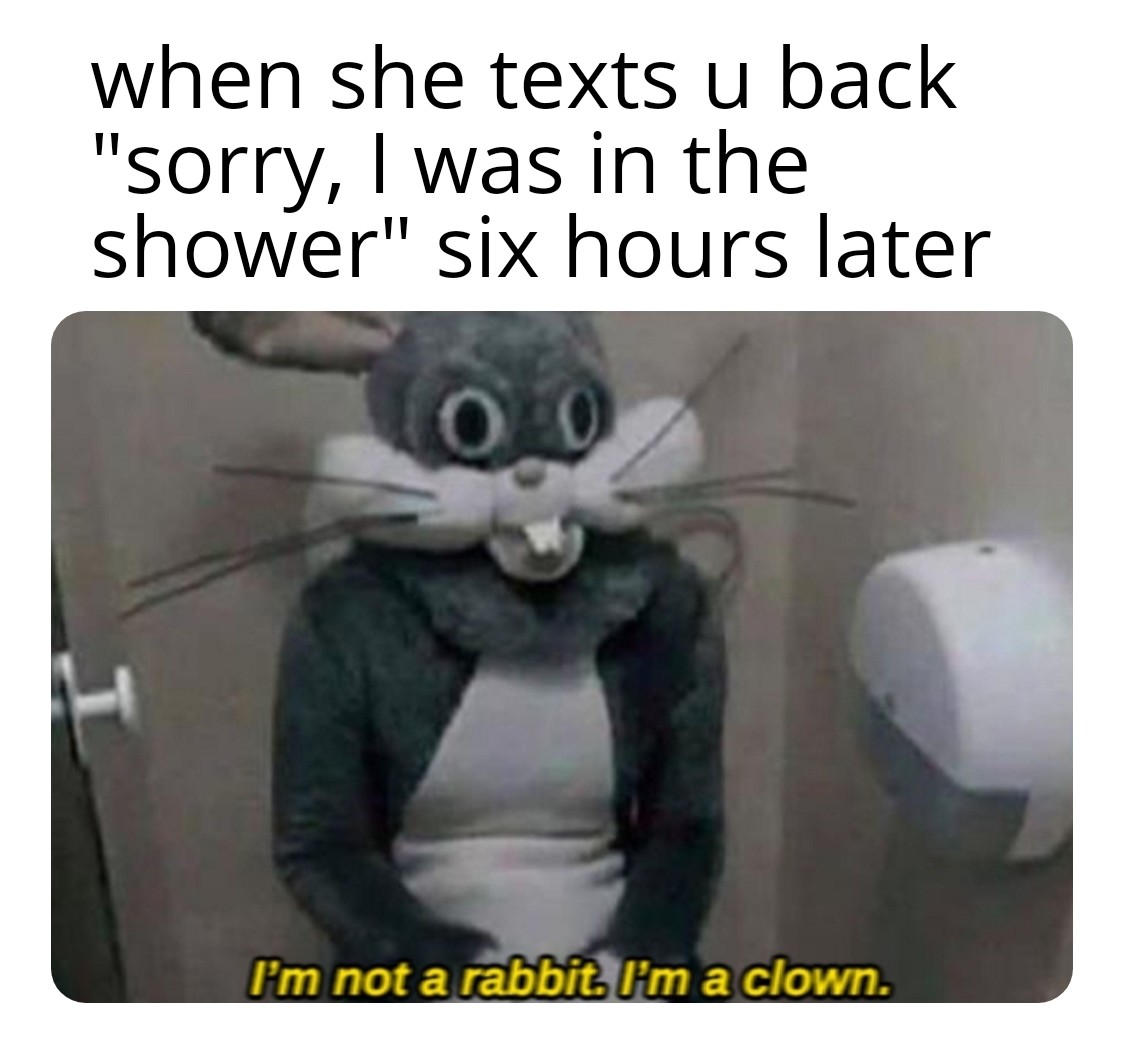 when she texts u back
"sorry, I was in the
shower" six hours later
I'm not a rabbit. I'm a clown.